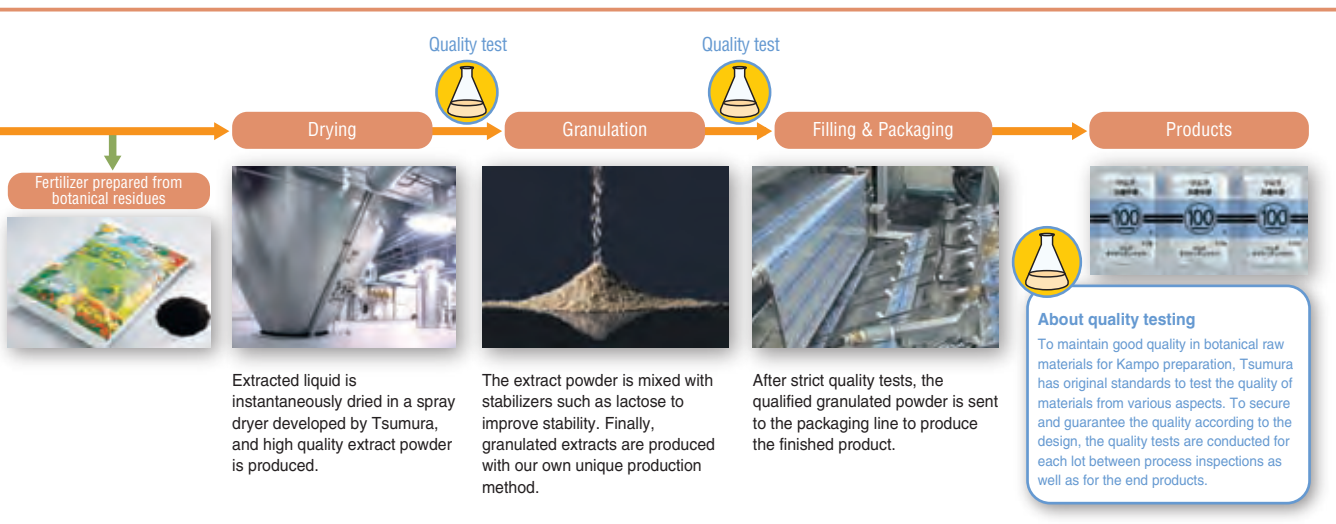 Quality test
Quality test
Drying
Granulation
Filling & Packaging
Products
Fertilizer prepared from
botanical residues
100
100
100
Extracted liquid is
instantaneously dried in a spray
dryer developed by Tsumura,
and high quality extract powder
is produced.
The extract powder is mixed with
stabilizers such as lactose to
improve stability. Finally,
granulated extracts are produced
with our own unique production
method.
After strict quality tests, the
qualified granulated powder is sent
to the packaging line to produce
the finished product.
About quality testing
To maintain good quality in botanical raw
materials for Kampo preparation, Tsumura
has original standards to test the quality of
materials from various aspects. To secure
and guarantee the quality according to the
design, the quality tests are conducted for
each lot between process inspections as
well as for the end products.